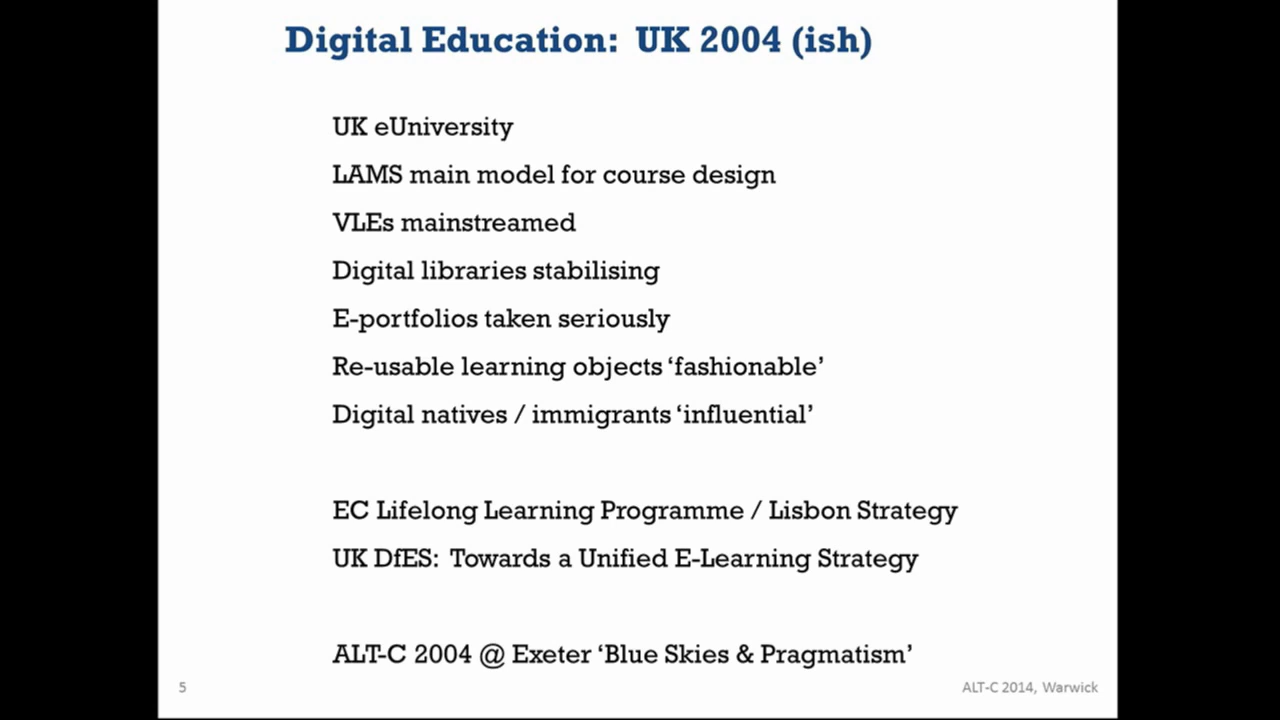 Digital Education: UK 2004 (ish)
UK eUniversity
LAMS main model for course design
VLEs mainstreamed
Digital libraries stabilising
E-portfolios taken seriously
Re-usable learning objects ‘fashionable’
Digital natives / immigrants ‘influential’
EC Lifelong Learning Programme / Lisbon Strategy
UK DfES: Towards a Unified E-Learning Strategy
ALT-C 2004 @ Exeter ‘Blue Skies & Pragmatism’
5
ALT-C 2014, Warwick